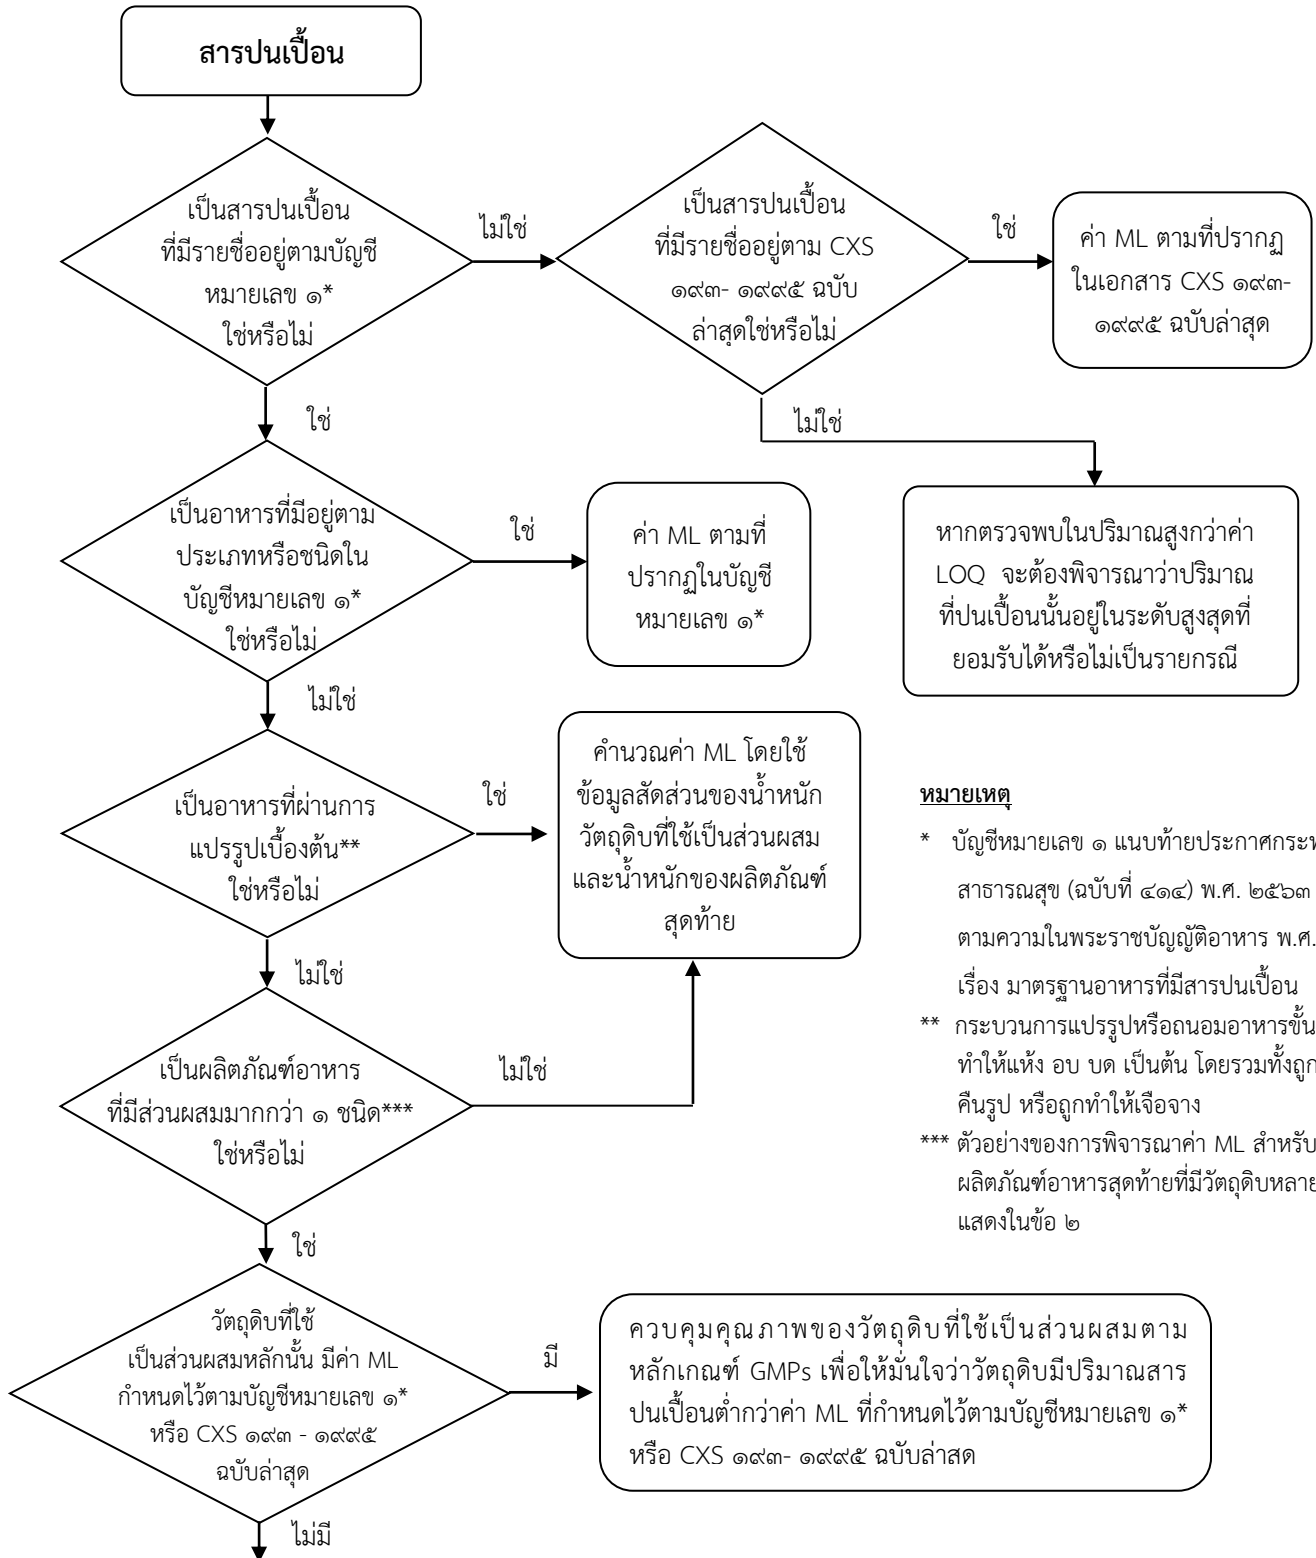 สารปนเปื้อน
เป็นสารปนเปื้อน
ที่มีรายชื่ออยู่ตามบัญชี
หมายเลข ๑*
ใช่หรือไม่
ไม่ใช่
เป็นสารปนเปื้อน
ที่มีรายชื่ออยู่ตาม CXS
๑๙๓- ๑๙๙๕ ฉบับ
ล่าสุดใช่หรือไม่
ใช่
ค่า ML ตามที่ปรากฏ
ในเอกสาร CXS ๑๙๓-
๑๙๙๕ ฉบับล่าสุด
ใช่
ไม่ใช่
เป็นอาหารที่มีอยู่ตาม
ประเภทหรือชนิดใน
บัญชีหมายเลข ๑*
ใช่หรือไม่
ใช่
ค่า ML ตามที่
ปรากฏในบัญชี
หมายเลข ๑*
หากตรวจพบในปริมาณสูงกว่าค่า
LOQ จะต้องพิจารณาว่าปริมาณ
ที่ปนเปื้อนนั้นอยู่ในระดับสูงสุดที่
ยอมรับได้หรือไม่เป็นรายกรณี
ไม่ใช่
เป็นอาหารที่ผ่านการ
แปรรูปเบื้องต้น**
ใช่หรือไม่
ใช่
คำนวณค่า ML โดยใช้
ข้อมูลสัดส่วนของน้ำหนัก
วัตถุดิบที่ใช้เป็นส่วนผสม
และน้ำหนักของผลิตภัณฑ์
สุดท้าย
ไม่ใช่
เป็นผลิตภัณฑ์อาหาร
ที่มีส่วนผสมมากกว่า ๑ ชนิด***
ใช่หรือไม่
ไม่ใช่
หมายเหตุ
* บัญชีหมายเลข ๑ แนบท้ายประกาศกระท
สาธารณสุข (ฉบับที่ ๔๑๔) พ.ศ. ๒๕๖๓
ตามความในพระราชบัญญัติอาหาร พ.ศ.
เรื่อง มาตรฐานอาหารที่มีสารปนเปื้อน
** กระบวนการแปรรูปหรือถนอมอาหารขั้น
ทำให้แห้ง อบ บด เป็นต้น โดยรวมทั้งถูก
คืนรูป หรือถูกทำให้เจือจาง
*** ตัวอย่างของการพิจารณาค่า ML สำหรับ
ผลิตภัณฑ์อาหารสุดท้ายที่มีวัตถุดิบหลาย
แสดงในข้อ ๒
ใช่
วัตถุดิบที่ใช้
เป็นส่วนผสมหลักนั้น มีค่า ML
กำหนดไว้ตามบัญชีหมายเลข ๑*
หรือ CXS ๑๙๓ - ๑๙๙๕
ฉบับล่าสุด
มี
ควบคุมคุณภาพของวัตถุดิบที่ใช้เป็นส่วนผสมตาม
หลักเกณฑ์ GMPs เพื่อให้มั่นใจว่าวัตถุดิบมีปริมาณสาร
ปนเปื้อนต่ำกว่าค่า ML ที่กำหนดไว้ตามบัญชีหมายเลข ๑*
หรือ CXS ๑๙๓- ๑๙๙๕ ฉบับล่าสด
ไม่มี